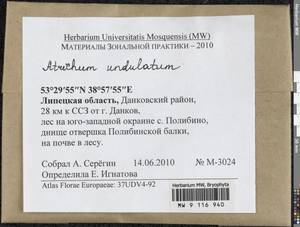 Herbarium Universitatis Mosquensis (MW)
МАТЕРИАЛЫ ЗОНАЛЬНОЙ ПРАКТИКИ – 2010
Atrichum undulatum
53°29'55"N 38°57'55"E
Липецкая область, Данковский район,
28 км к ССЗ от г. Данков,
лес на юго-западной окраине с. Полибино,
днище отвершка Полибинской балки,
на почве в лесу.
Собрал А. Серёгин 14.06.2010 № M-3024
Определила Е. Игнатова
Atlas Florae Europaeae: 37UDV4-92
Herbarium MW, Bryophyta
MW 9 116 940